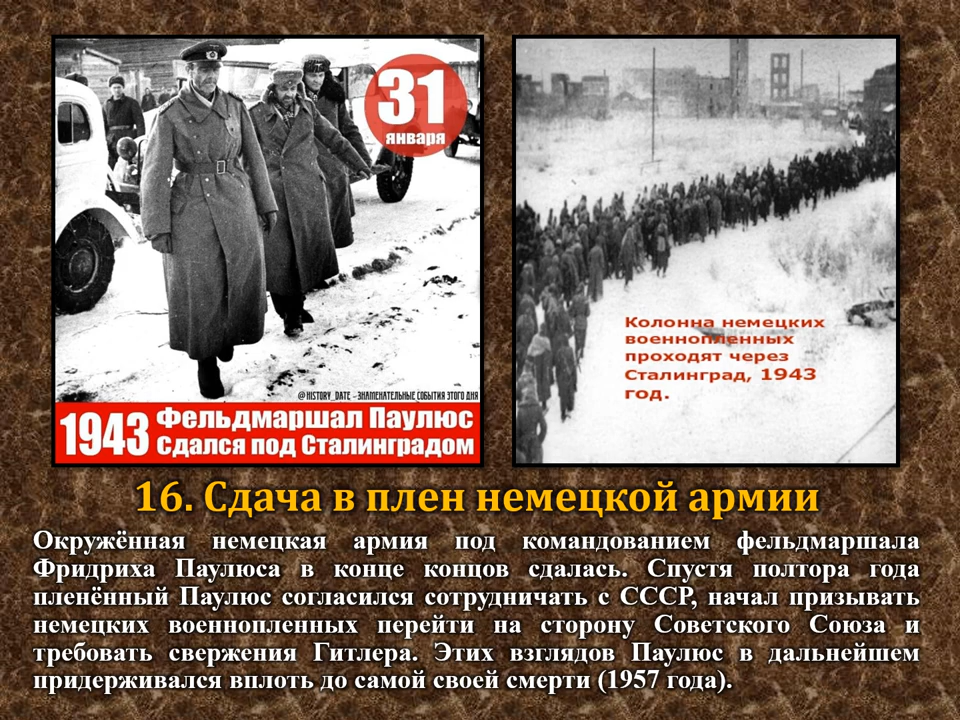 31
января
@HISTORY_DATE - ЗНАМЕНАТЕЛЬНЫЕ СОБЫТИЯ ЭТОГО ДНЯ
1943 Фельдмаршал Паулюс
Сдался под Сталинградом
Колонна немецких
военнопленных
проходят через
Сталинград, 1943
год.
16. Сдача в плен немецкой армии
Окружённая немецкая армия под командованием фельдмаршала
Фридриха Паулюса в конце концов сдалась. Спустя полтора года
пленённый Паулюс согласился сотрудничать с СССР, начал призывать
немецких военнопленных перейти на сторону Советского Союза и
требовать свержения Гитлера. Этих взглядов Паулюс в дальнейшем
придерживался вплоть до самой своей смерти (1957 года).